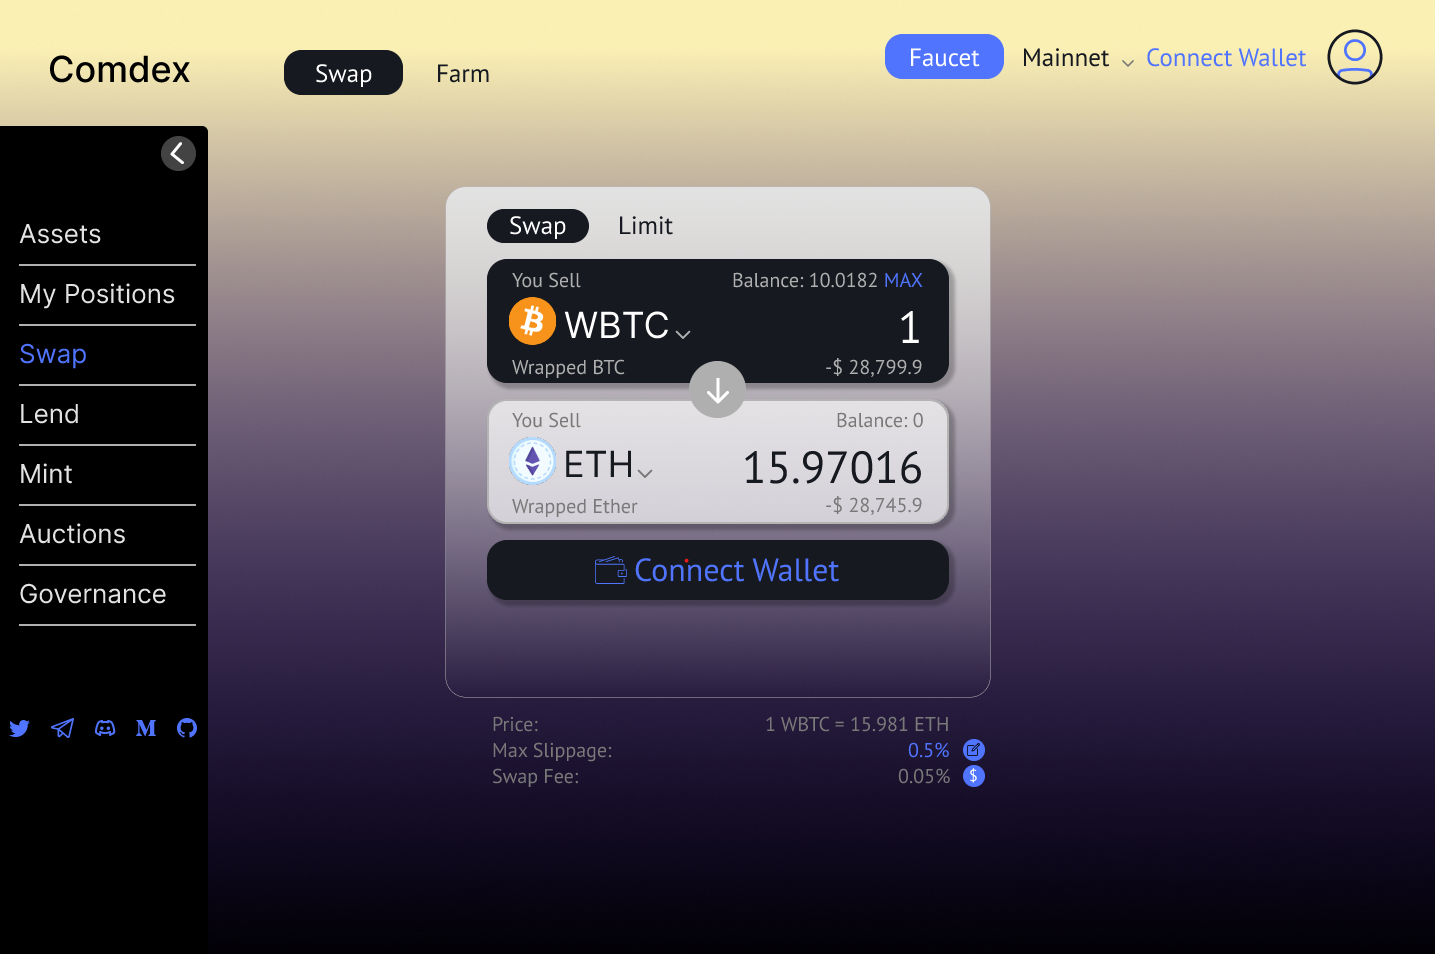 Comdex
Swap Farm
Faucet Mainnet Connect Wallet
Assets
My Positions
Swap
Lend
Mint
Auctions
Governance
Swap Limit
You Sell Balance: 10.0182 MAX
WBTC 1
Wrapped BTC -$ 28,799.9
You Sell Balance: 0
ETH 15.97016
Wrapped Ether -$ 28,745.9
Connect Wallet
Price: 1 WBTC = 15.981 ETH
Max Slippage: 0.5%
Swap Fee: 0.05% $